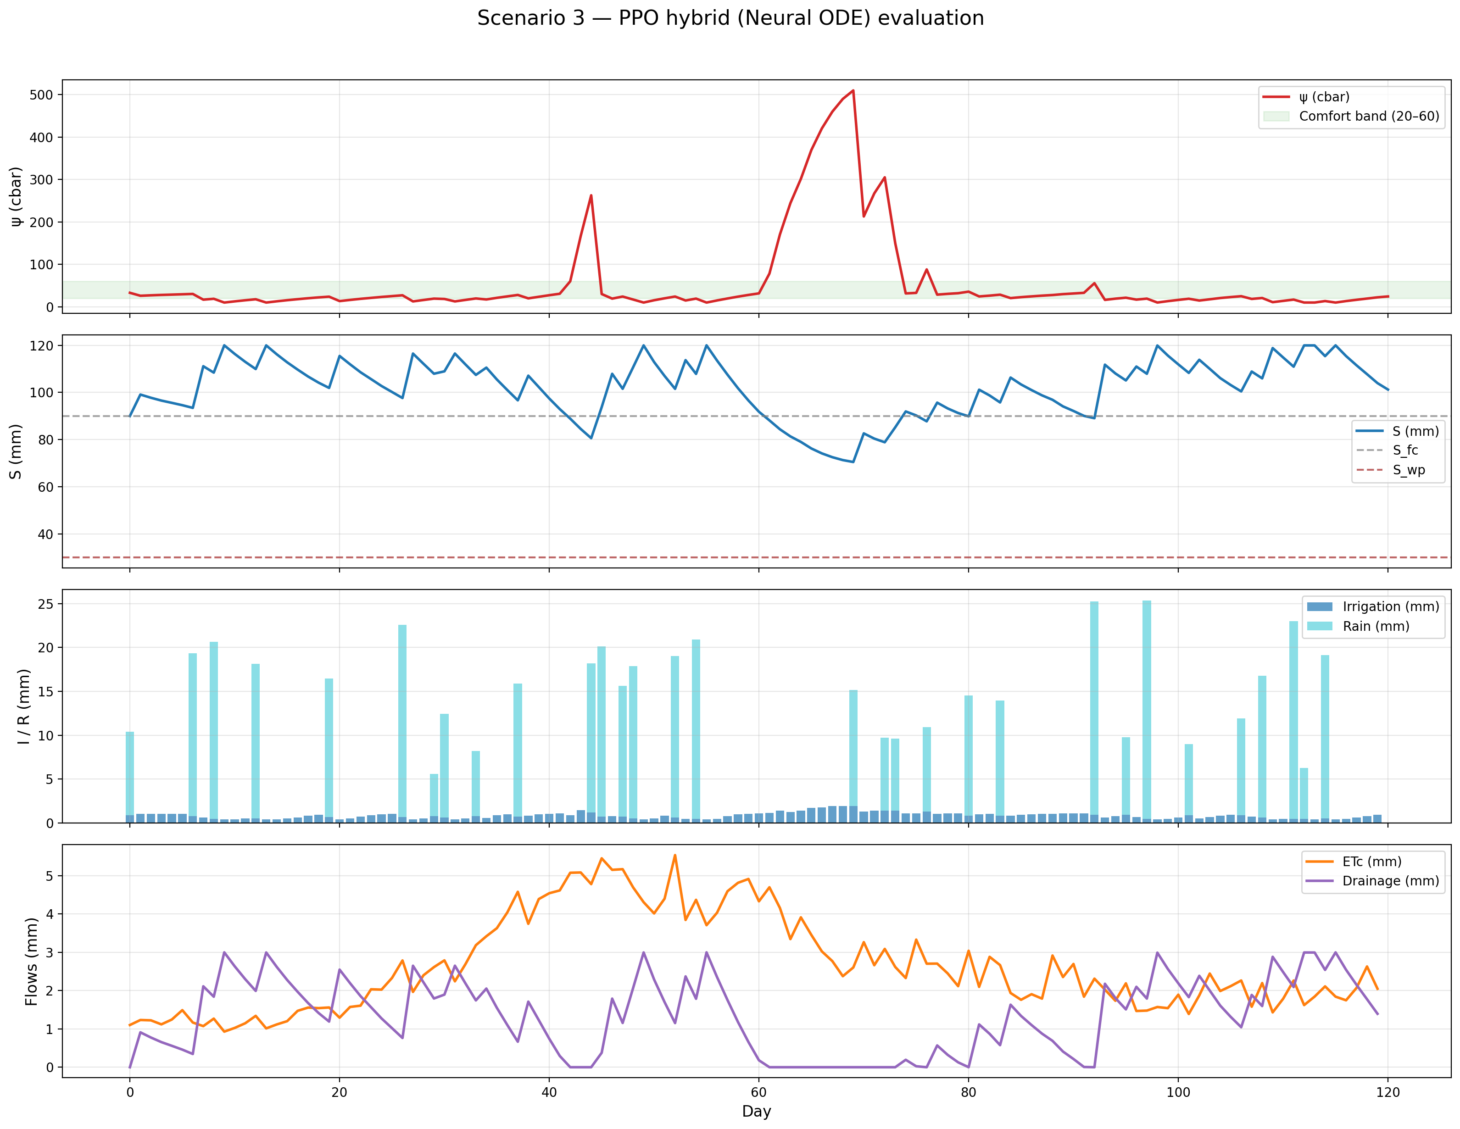 Scenario 3 — PPO hybrid (Neural ODE) evaluation
ψ (cbar)
500
400
300
200
100
0
ψ (cbar)
Comfort band (20–60)
S (mm)
120
100
80
60
40
S (mm)
S_fc
S_wp
I / R (mm)
25
20
15
10
5
0
Irrigation (mm)
Rain (mm)
Flows (mm)
5
4
3
2
1
0
ETc (mm)
Drainage (mm)
0 20 40 60 80 100 120
Day